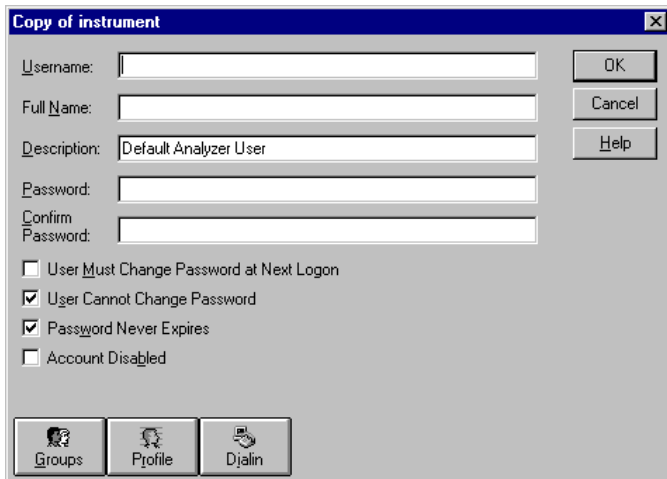 Copy of instrument
Username:
OK
Full Name:
Cancel
Description: Default Analyzer User
Help
Password:
Confirm
Password:
User Must Change Password at Next Logon
User Cannot Change Password
Password Never Expires
Account Disabled
Groups
Profile
Dialin